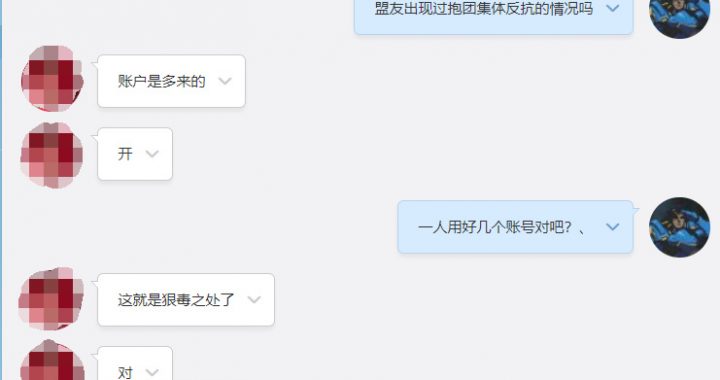 盟友出现过抱团集体反抗的情况吗
账户是多来的
开
一人用好几个账号对吧？、
这就是狠毒之处了
对